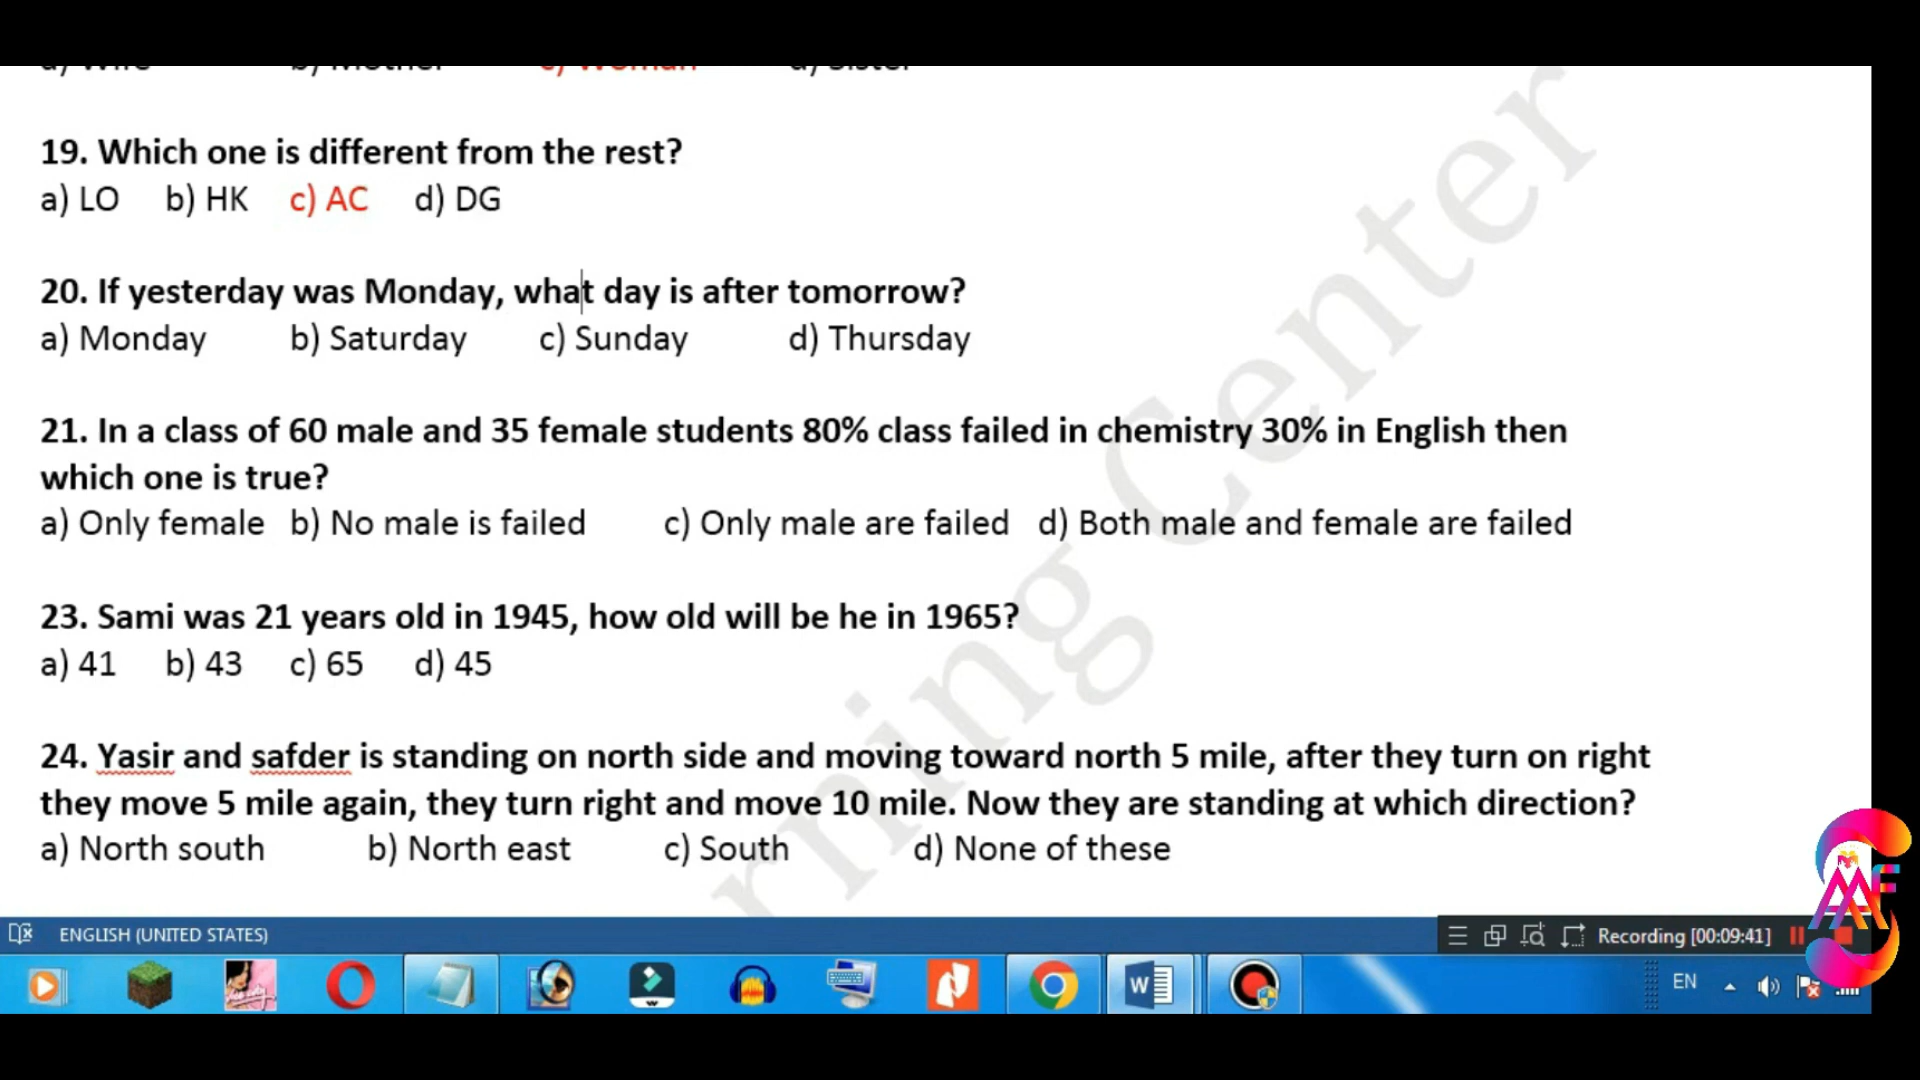 a) Wife b) Mother c) Woman d) Sister
19. Which one is different from the rest?
a) LO b) HK c) AC d) DG
20. If yesterday was Monday, what day is after tomorrow?
a) Monday b) Saturday c) Sunday d) Thursday
21. In a class of 60 male and 35 female students 80% class failed in chemistry 30% in English then
which one is true?
a) Only female b) No male is failed c) Only male are failed d) Both male and female are failed
23. Sami was 21 years old in 1945, how old will be he in 1965?
a) 41 b) 43 c) 65 d) 45
24. Yasir and safder is standing on north side and moving toward north 5 mile, after they turn on right
they move 5 mile again, they turn right and move 10 mile. Now they are standing at which direction?
a) North south b) North east c) South d) None of these
rning Center
ENGLISH (UNITED STATES)
Recording [00:09:41]
EN